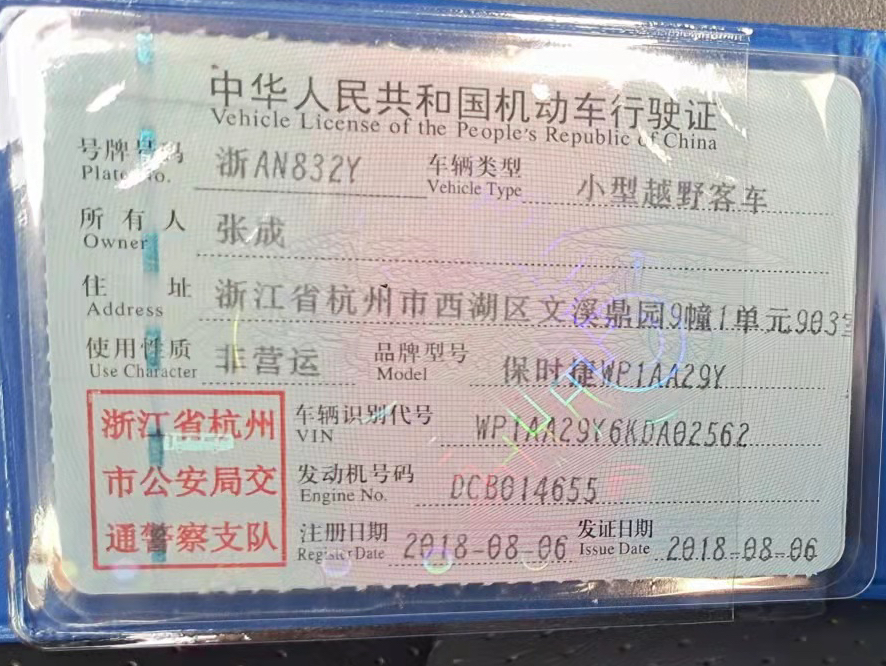 中华人民共和国机动车行驶证
Vehicle License of the People's Republic of China
号牌号码 浙AN832Y 车辆类型 小型越野客车
Plate No. Vehicle Type
所有人 张成
Owner
住址 浙江省杭州市西湖区文溪鼎园9幢1单元903室
Address
使用性质 非营运 品牌型号 保时捷WP1AA29Y
Use Character Model
浙江省杭州
市公安局交
通警察支队
车辆识别代号 WP1AA29Y6KDA02562
VIN
发动机号码 DCB014655
Engine No.
注册日期 2018-08-06 发证日期 2018-08-06
Register Date Issue Date